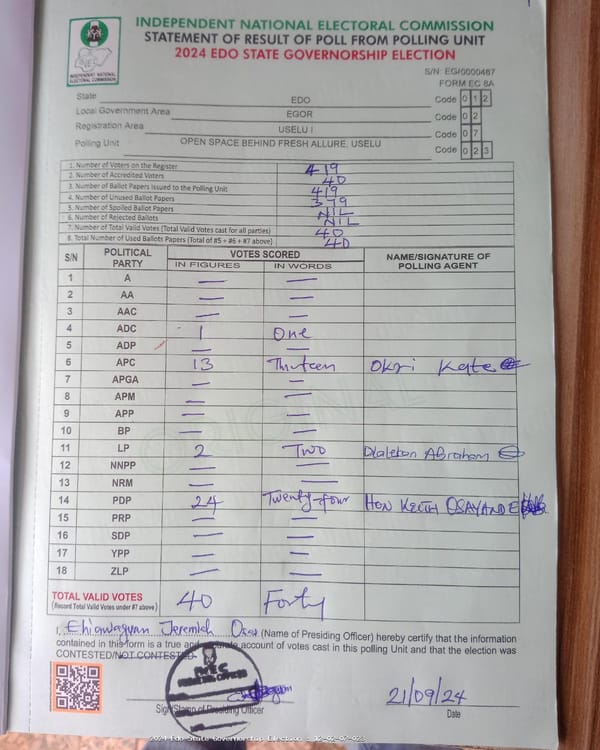 INDEPENDENT NATIONAL ELECTORAL COMMISSION
STATEMENT OF RESULT OF POLL FROM POLLING UNIT
2024 EDO STATE GOVERNORSHIP ELECTION
INEC
INDEPENDENT NATIONAL ELECTORAL COMMISSION
S/N: EG/0000467
FORM EC 8A
State EDO Code 0 1 2
Local Government Area EGOR Code 0 2
Registration Area USELU I Code 0 7
Polling Unit OPEN SPACE BEHIND FRESH ALLURE, USELU Code 0 2 3
1. Number of Voters on the Register 419
2. Number of Accredited Voters 40
3. Number of Ballot Papers Issued to the Polling Unit 419
4. Number of Unused Ballot Papers 379
5. Number of Spoiled Ballot Papers NIL
6. Number of Rejected Ballots NIL
7. Number of Total Valid Votes (Total Valid Votes cast for all parties) 40
8. Total Number of Used Ballots Papers (Total of #5 + #6 + #7 above) 40
S/N POLITICAL PARTY VOTES SCORED NAME/SIGNATURE OF POLLING AGENT
IN FIGURES IN WORDS
1 A — —
2 AA — —
3 AAC — —
4 ADC 1 One
5 ADP — —
6 APC 13 Thirteen Okri Kate
7 APGA — —
8 APM — —
9 APP — —
10 BP — —
11 LP 2 Two Abraham
12 NNPP — —
13 NRM — —
14 PDP 24 Twenty-four HON KEITH OSAYANDE
15 PRP — —
16 SDP — —
17 YPP — —
18 ZLP — —
TOTAL VALID VOTES 40 Forty
(Record Total Valid Votes under #7 above)
I, Jeremiah (Name of Presiding Officer) hereby certify that the information
contained in this form is a true and accurate account of votes cast in this polling Unit and that the election was
CONTESTED/NOT CONTESTED
INEC
PRESIDING OFFICER
21/09/24
Sign/Stamp of Presiding Officer Date
2024 Edo State Governorship Election - 12-02-07-023